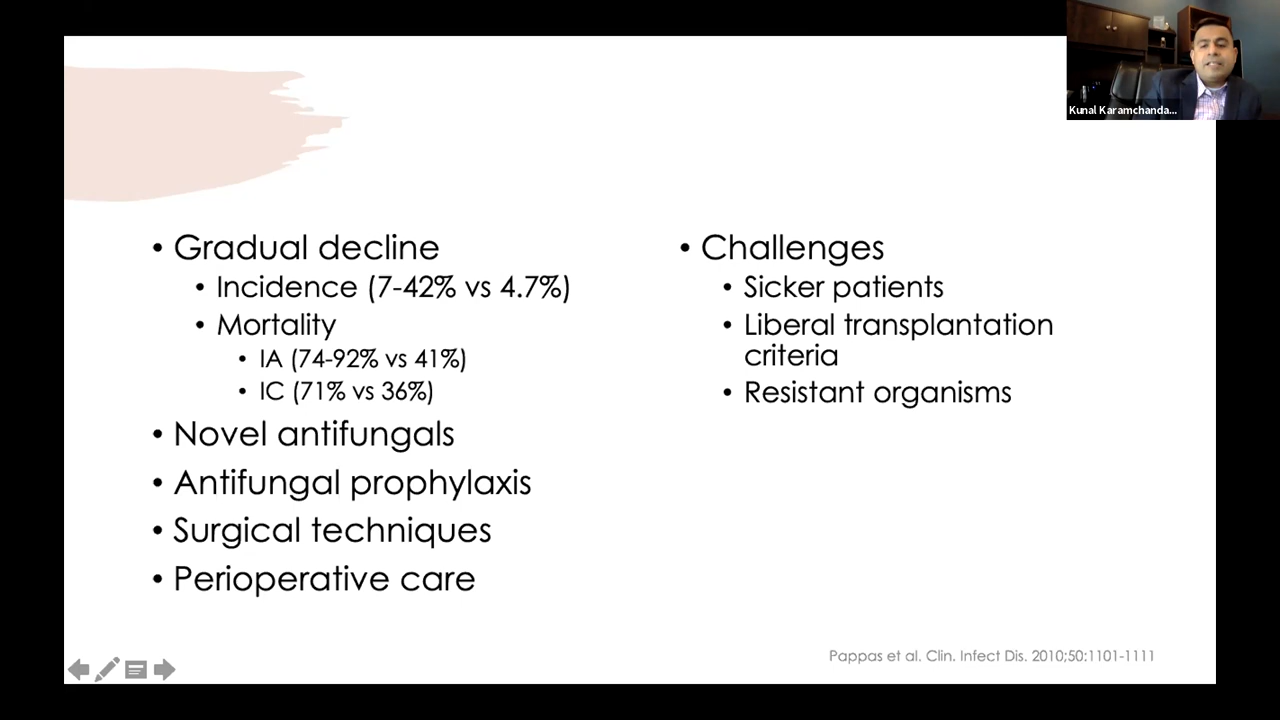 Kunal Karamchanda...
• Gradual decline
• Incidence (7-42% vs 4.7%)
• Mortality
• IA (74-92% vs 41%)
• IC (71% vs 36%)
• Novel antifungals
• Antifungal prophylaxis
• Surgical techniques
• Perioperative care
• Challenges
• Sicker patients
• Liberal transplantation
criteria
• Resistant organisms
Pappas et al. Clin. Infect Dis. 2010;50:1101-1111